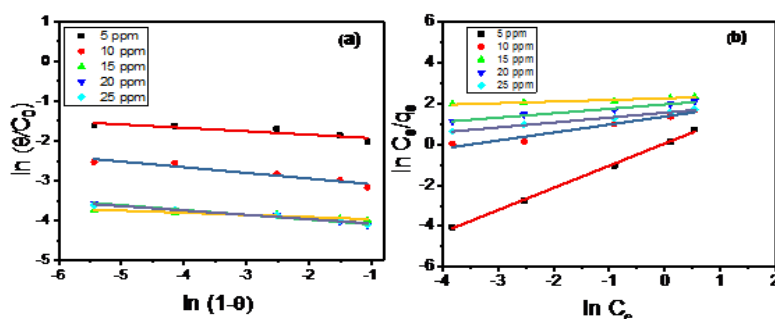 (a)
5 ppm
10 ppm
15 ppm
20 ppm
25 ppm
ln (θ/C₀)
1
0
-1
-2
-3
-4
-5
-6 -5 -4 -3 -2 -1 0
ln (1-θ)
(b)
5 ppm
10 ppm
15 ppm
20 ppm
25 ppm
ln Cₑ/qₑ
6
4
2
0
-2
-4
-6
-4 -3 -2 -1 0 1 2
ln Cₑ